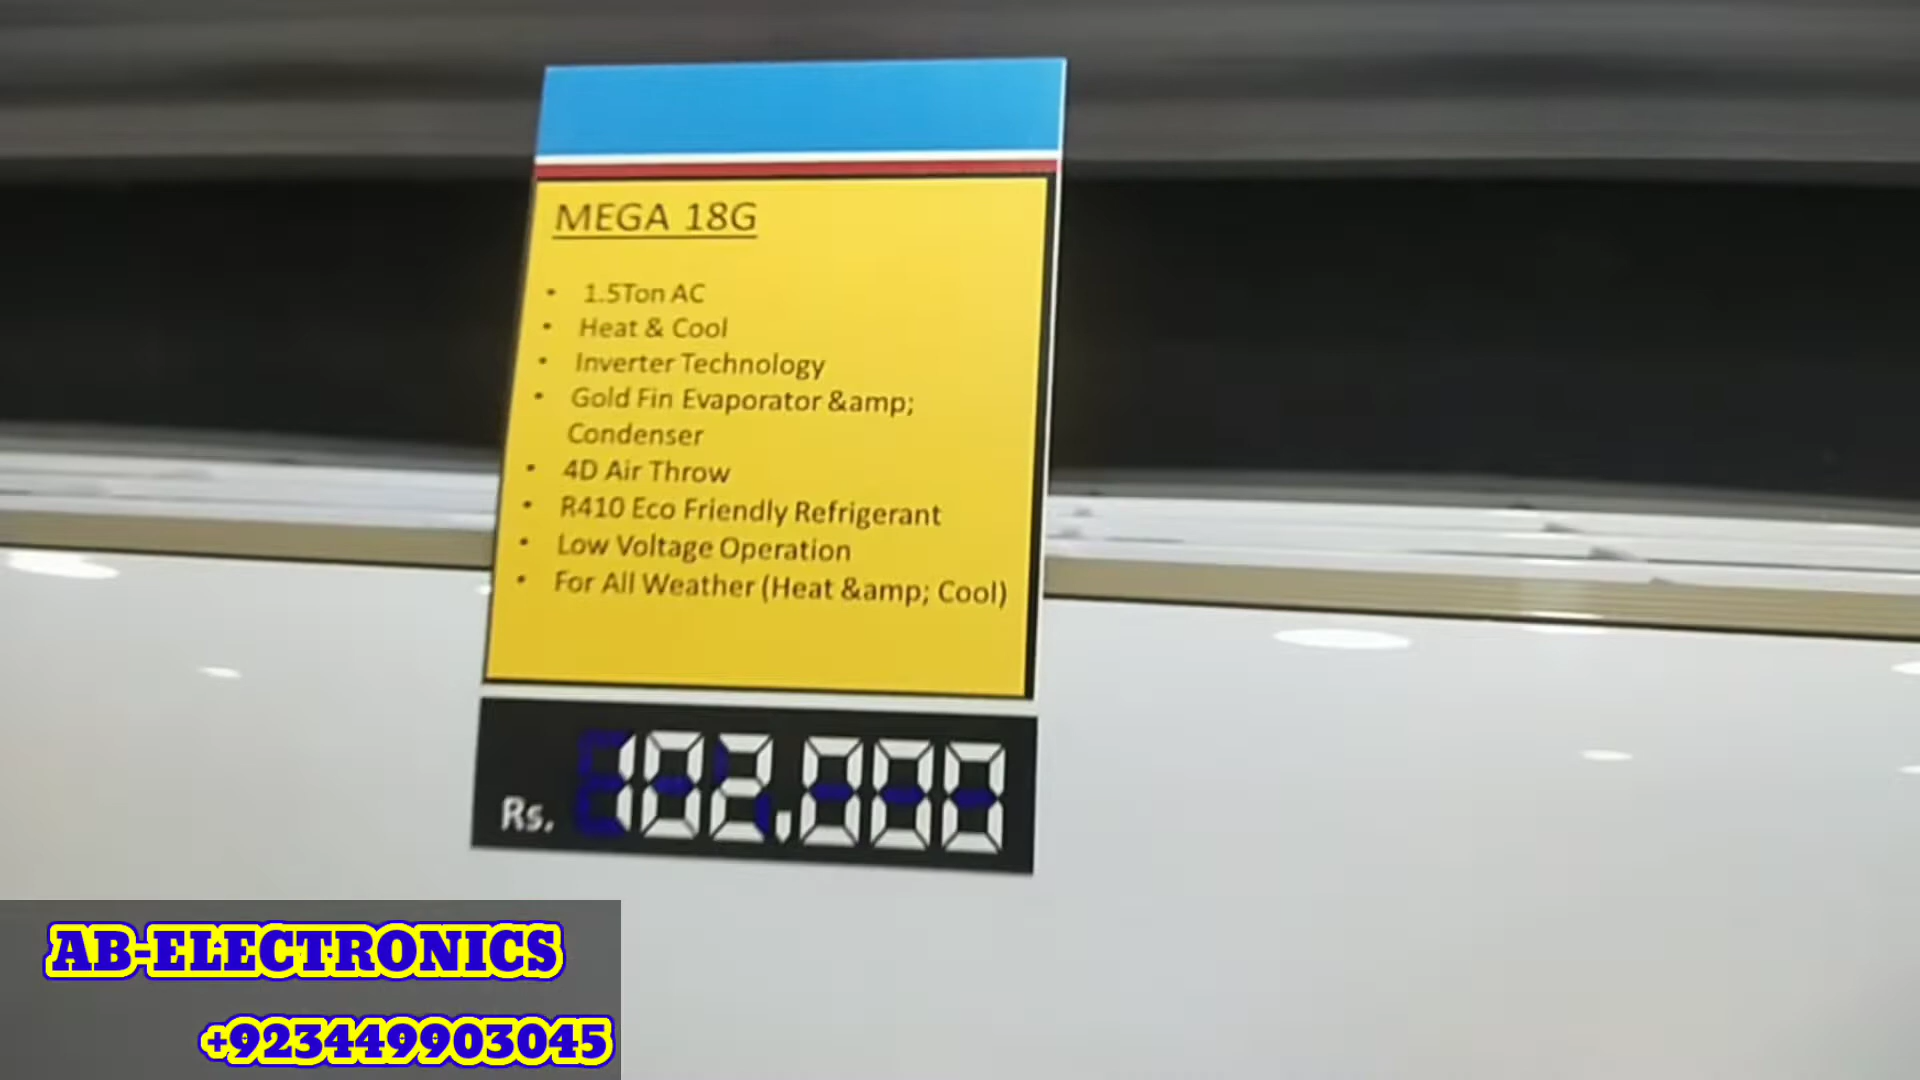 MEGA 18G
• 1.5Ton AC
• Heat & Cool
• Inverter Technology
• Gold Fin Evaporator &amp;
Condenser
• 4D Air Throw
• R410 Eco Friendly Refrigerant
• Low Voltage Operation
• For All Weather (Heat &amp; Cool)
Rs. 102,000
AB-ELECTRONICS
+923449903045